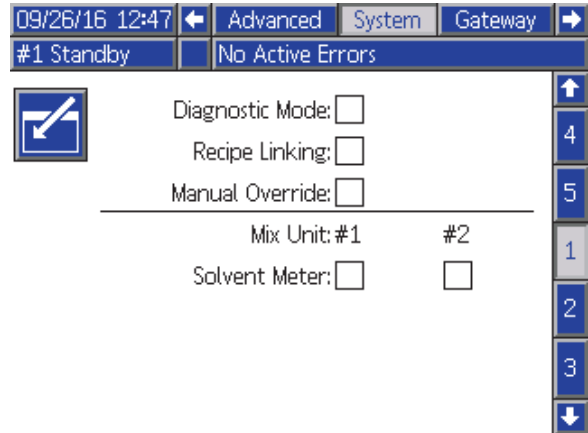 09/26/16 12:47 Advanced System Gateway
#1 Standby No Active Errors
Diagnostic Mode:
4
Recipe Linking:
Manual Override:
5
Mix Unit: #1 #2
1
Solvent Meter:
2
3